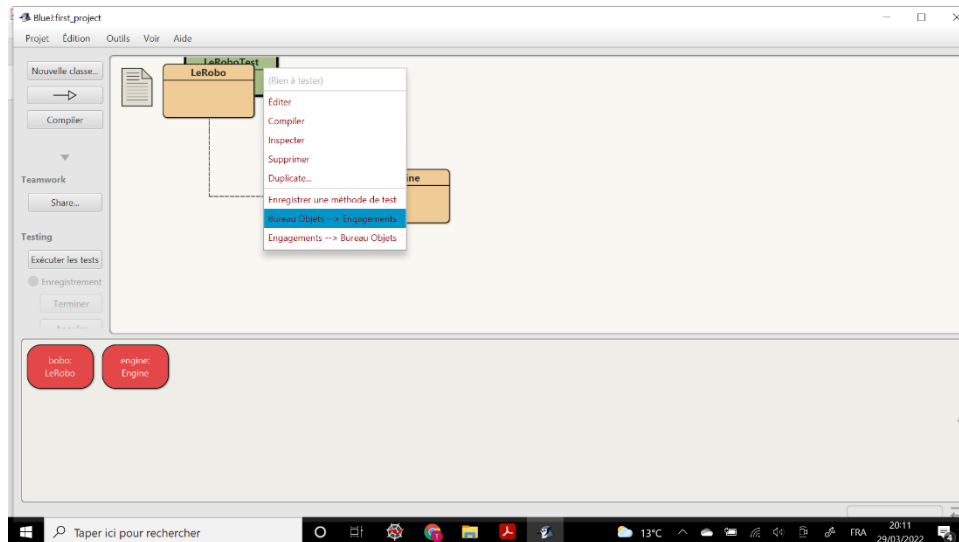 BlueJ:first_project
Projet Édition Outils Voir Aide
Nouvelle classe...
Compiler
Teamwork
Share...
Testing
Exécuter les tests
Enregistrement
Terminer
LeRoboTest
LeRobo
(Rien à tester)
Éditer
Compiler
Inspecter
Supprimer
Duplicate...
Enregistrer une méthode de test
Bureau Objets --> Engagements
Engagements --> Bureau Objets
ine
bobo:
LeRobo
engine:
Engine
Taper ici pour rechercher
13°C
FRA
20:11
29/03/2022
4